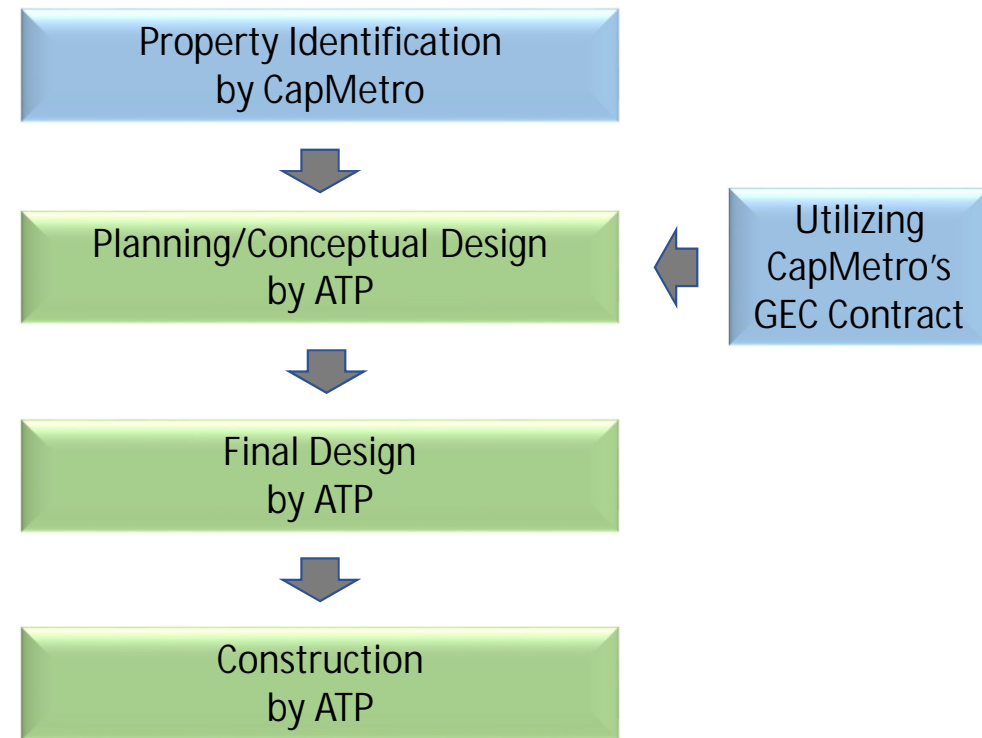 Property Identification
by CapMetro
Planning/Conceptual Design
by ATP
Utilizing
CapMetro’s
GEC Contract
Final Design
by ATP
Construction
by ATP